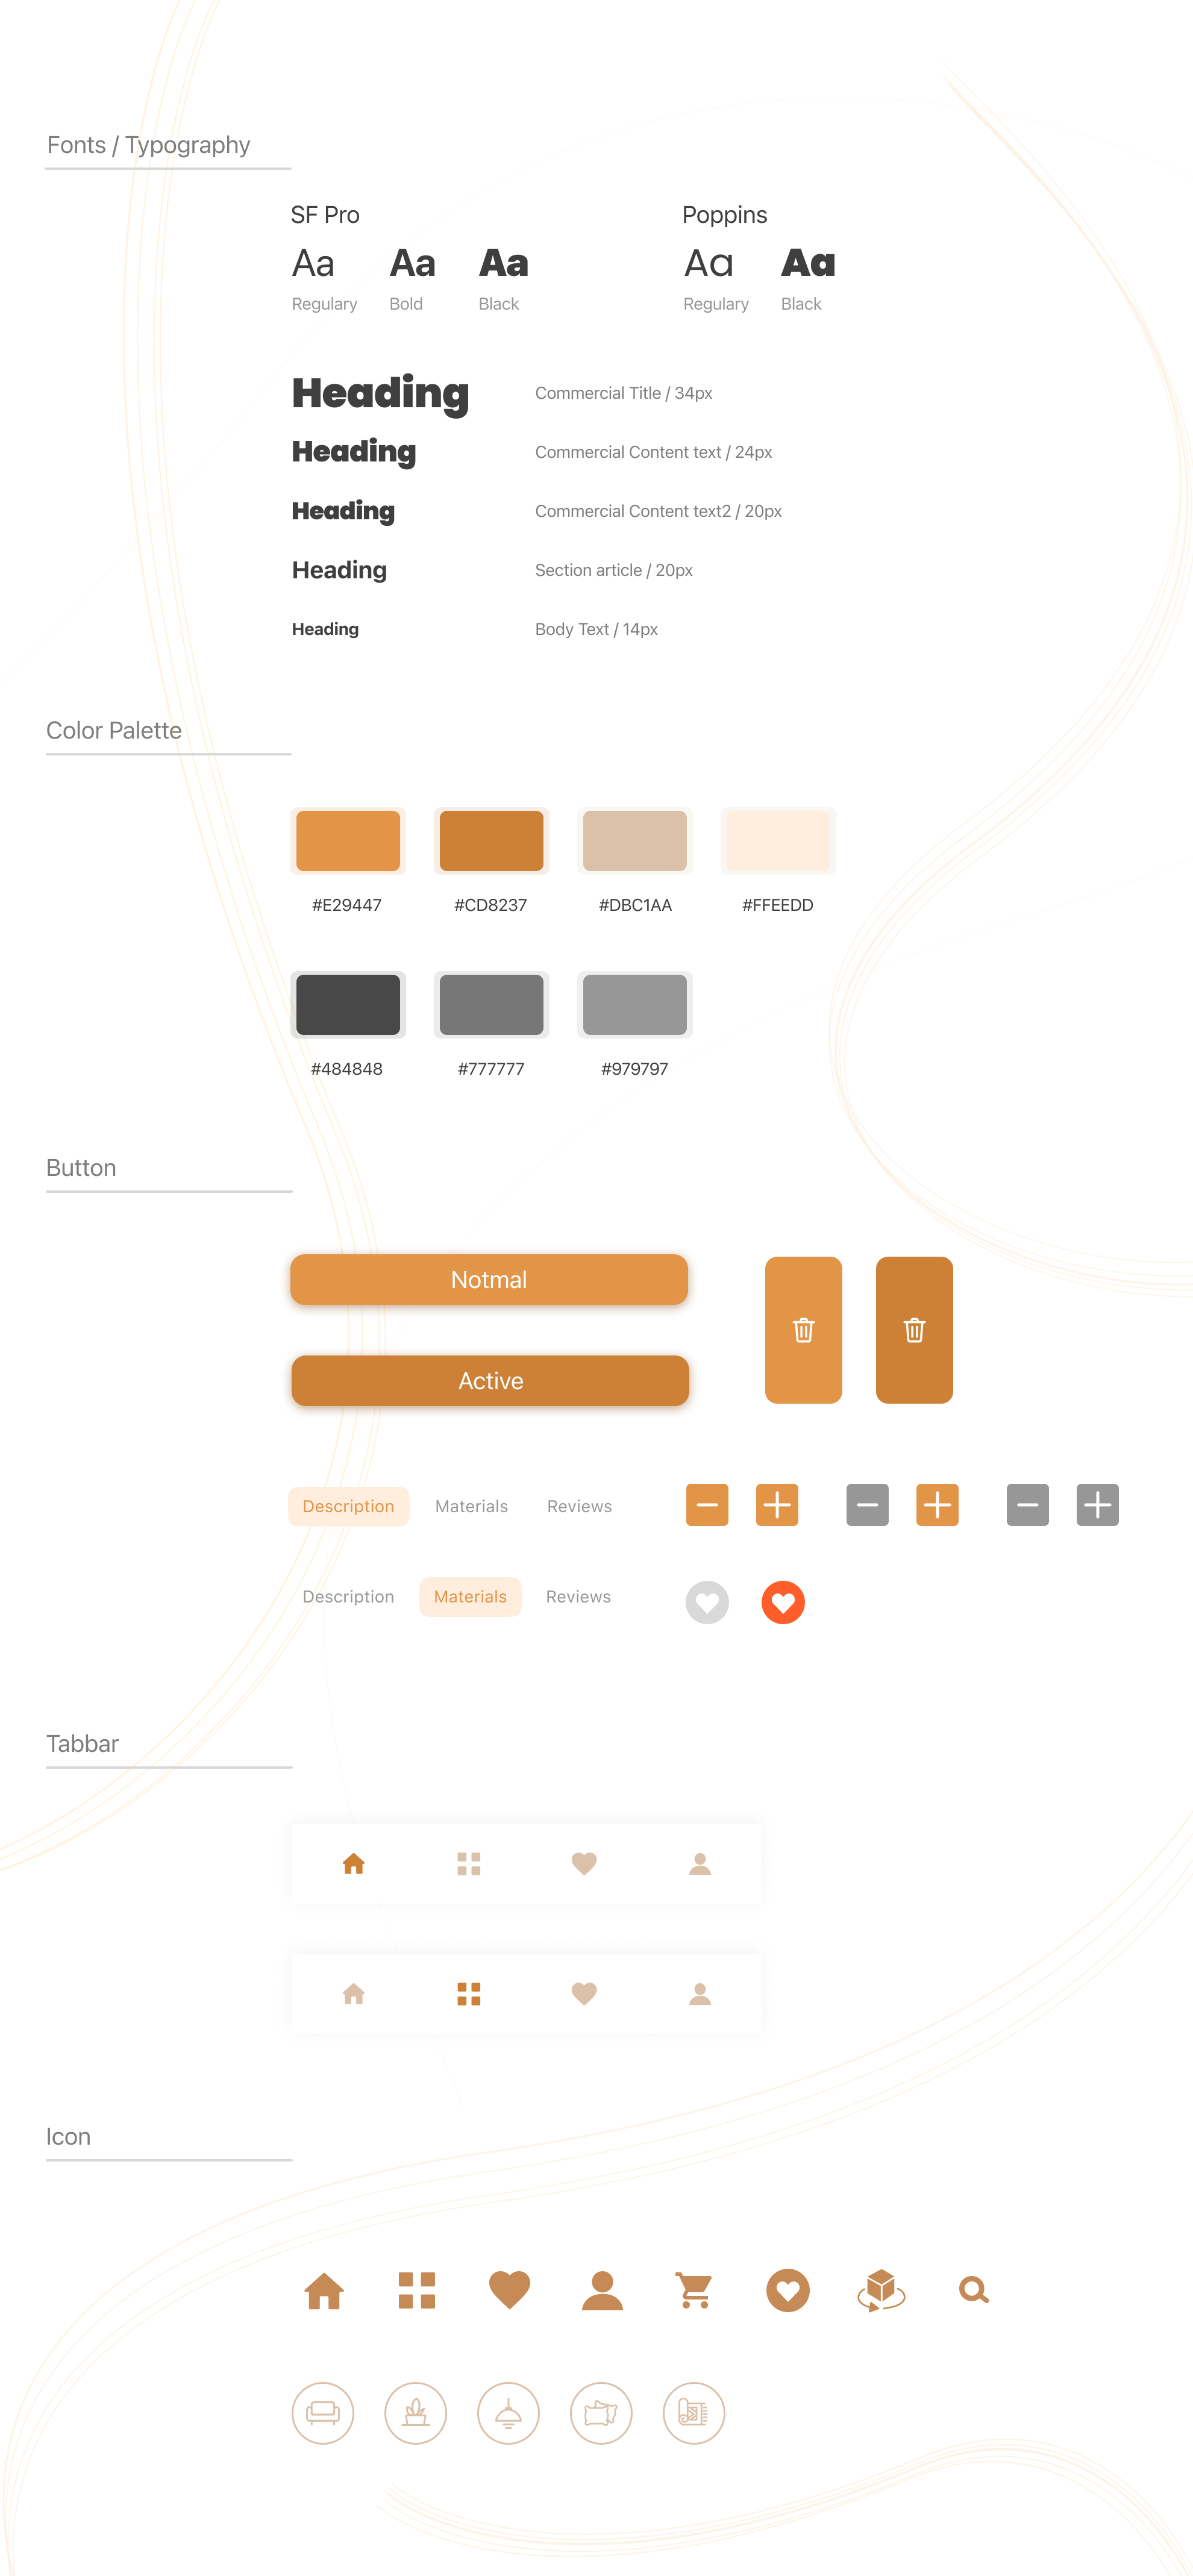 Fonts / Typography
SF Pro
Poppins
Aa Aa Aa
Aa Aa
Regulary Bold Black
Regulary Black
Heading Commercial Title / 34px
Heading Commercial Content text / 24px
Heading Commercial Content text2 / 20px
Heading Section article / 20px
Heading Body Text / 14px
Color Palette
#E29447 #CD8237 #DBC1AA #FFEEDD
#484848 #777777 #979797
Button
Notmal
Active
Description Materials Reviews
Description Materials Reviews
Tabbar
Icon